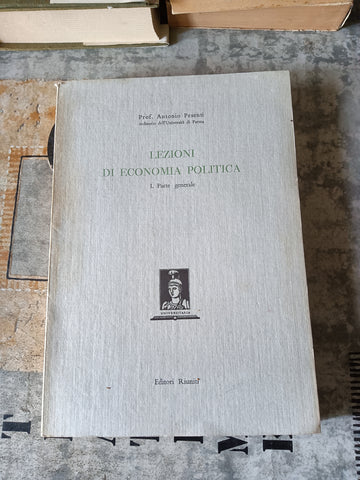 Prof. Antonio Pesenti
ordinario dell'Università di Parma
LEZIONI
DI ECONOMIA POLITICA
I. Parte generale
UNIVERSITARIA
Editori Riuniti